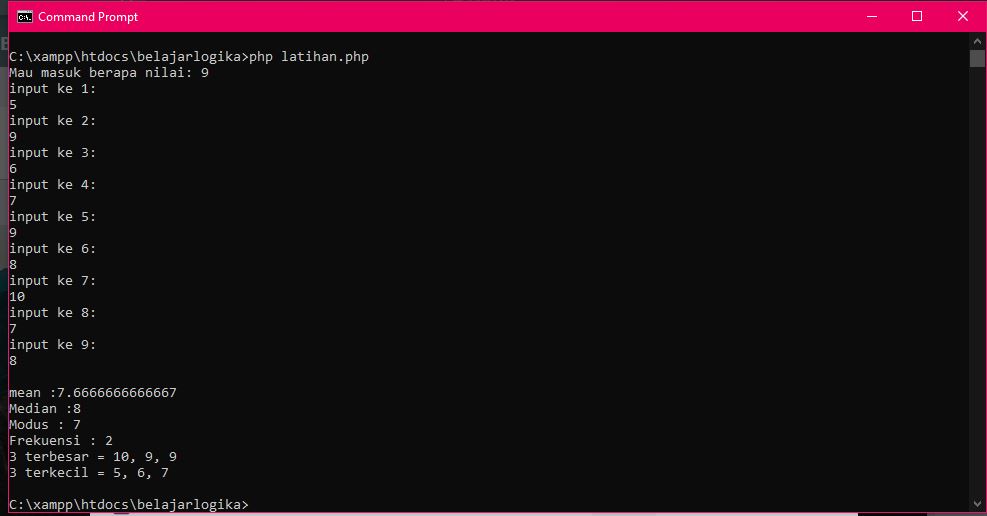 Command Prompt
C:\xampp\htdocs\belajarlogika>php latihan.php
Mau masuk berapa nilai: 9
input ke 1:
5
input ke 2:
9
input ke 3:
6
input ke 4:
7
input ke 5:
9
input ke 6:
8
input ke 7:
10
input ke 8:
7
input ke 9:
8
mean :7.6666666666667
Median :8
Modus : 7
Frekuensi : 2
3 terbesar = 10, 9, 9
3 terkecil = 5, 6, 7
C:\xampp\htdocs\belajarlogika>